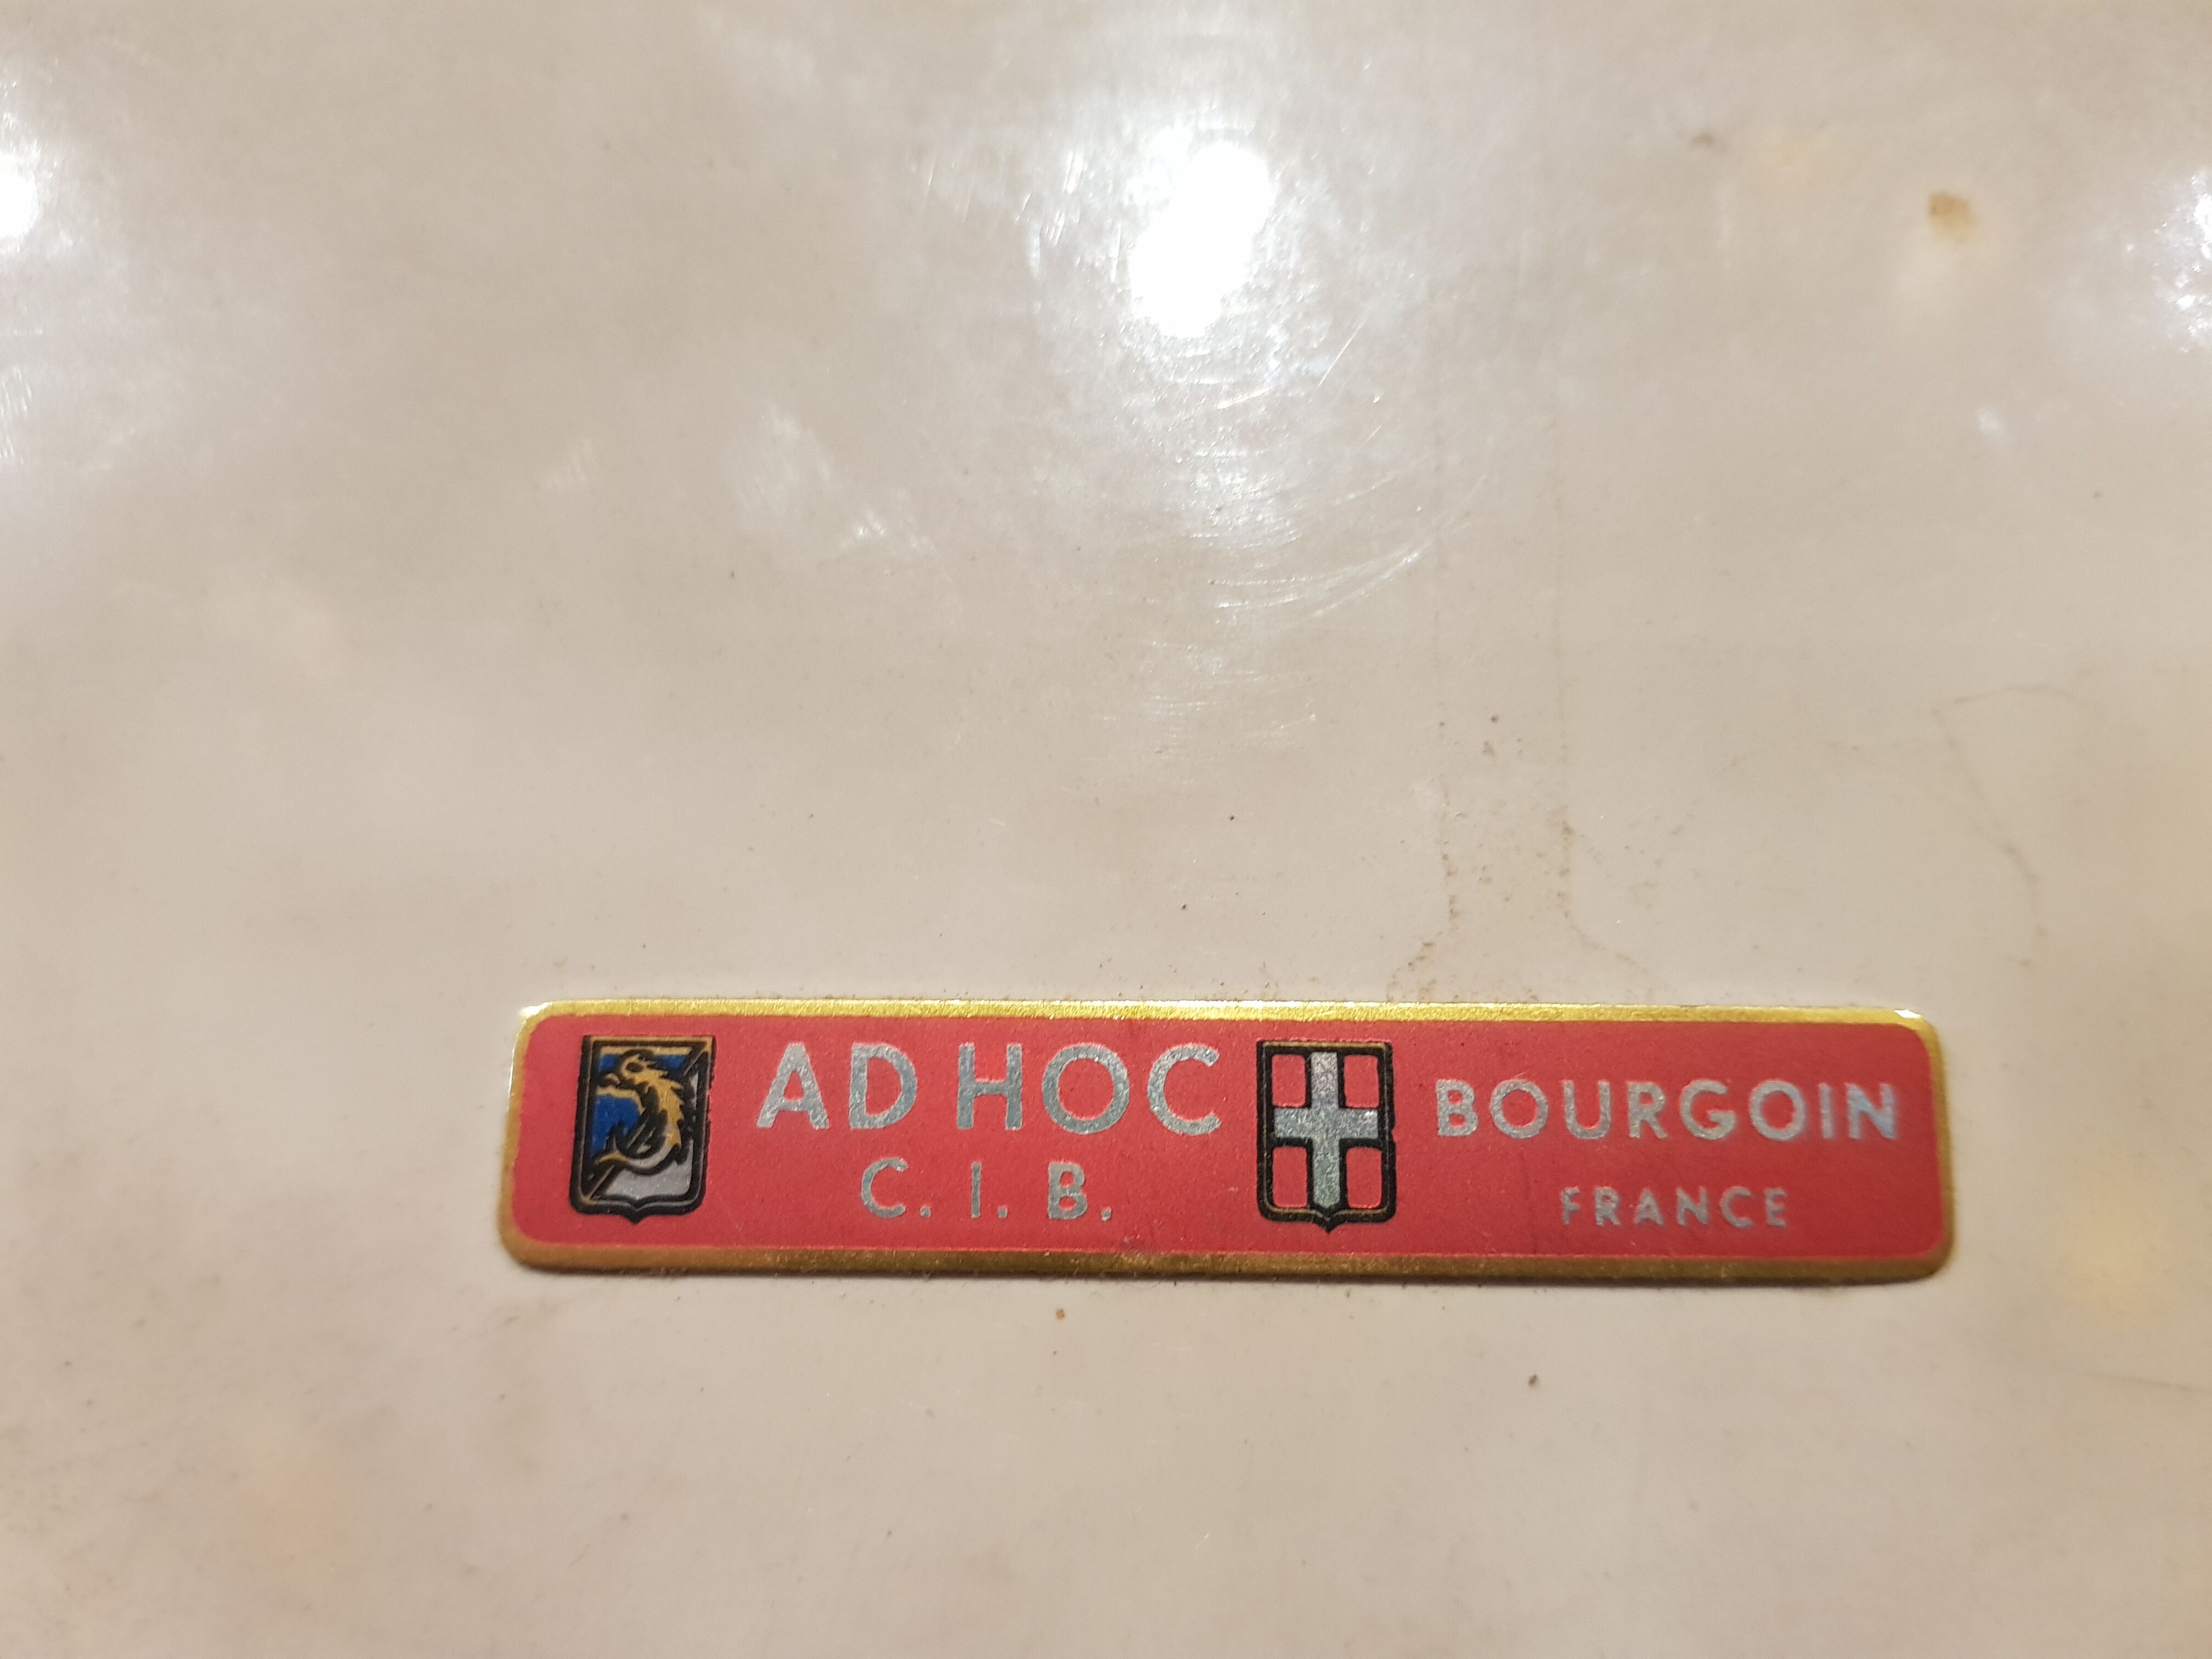 AD HOC
C. I. B.
BOURGOIN
FRANCE